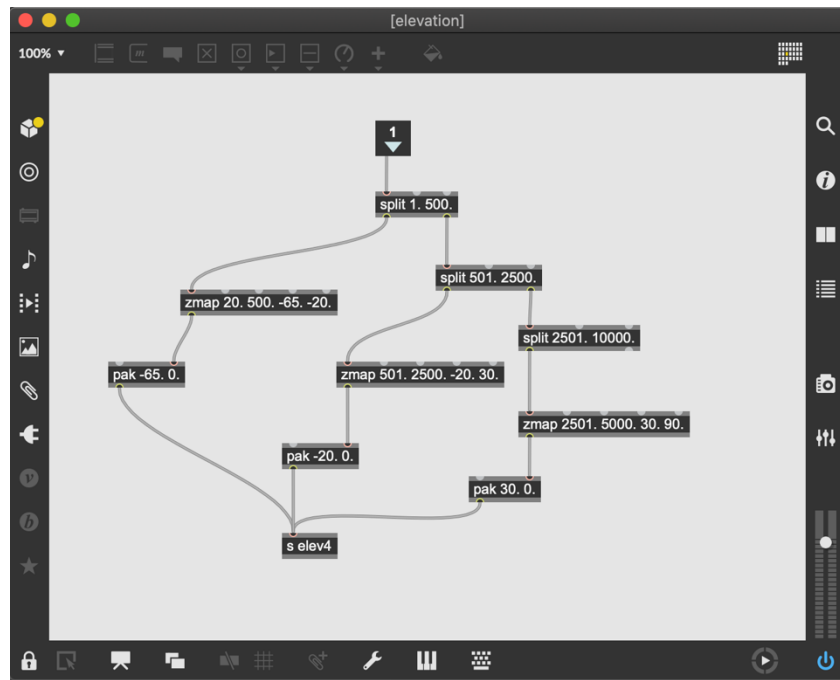 [elevation]
100%
1
split 1. 500.
split 501. 2500.
zmap 20. 500. -65. -20.
split 2501. 10000.
pak -65. 0.
zmap 501. 2500. -20. 30.
zmap 2501. 5000. 30. 90.
pak -20. 0.
pak 30. 0.
s elev4